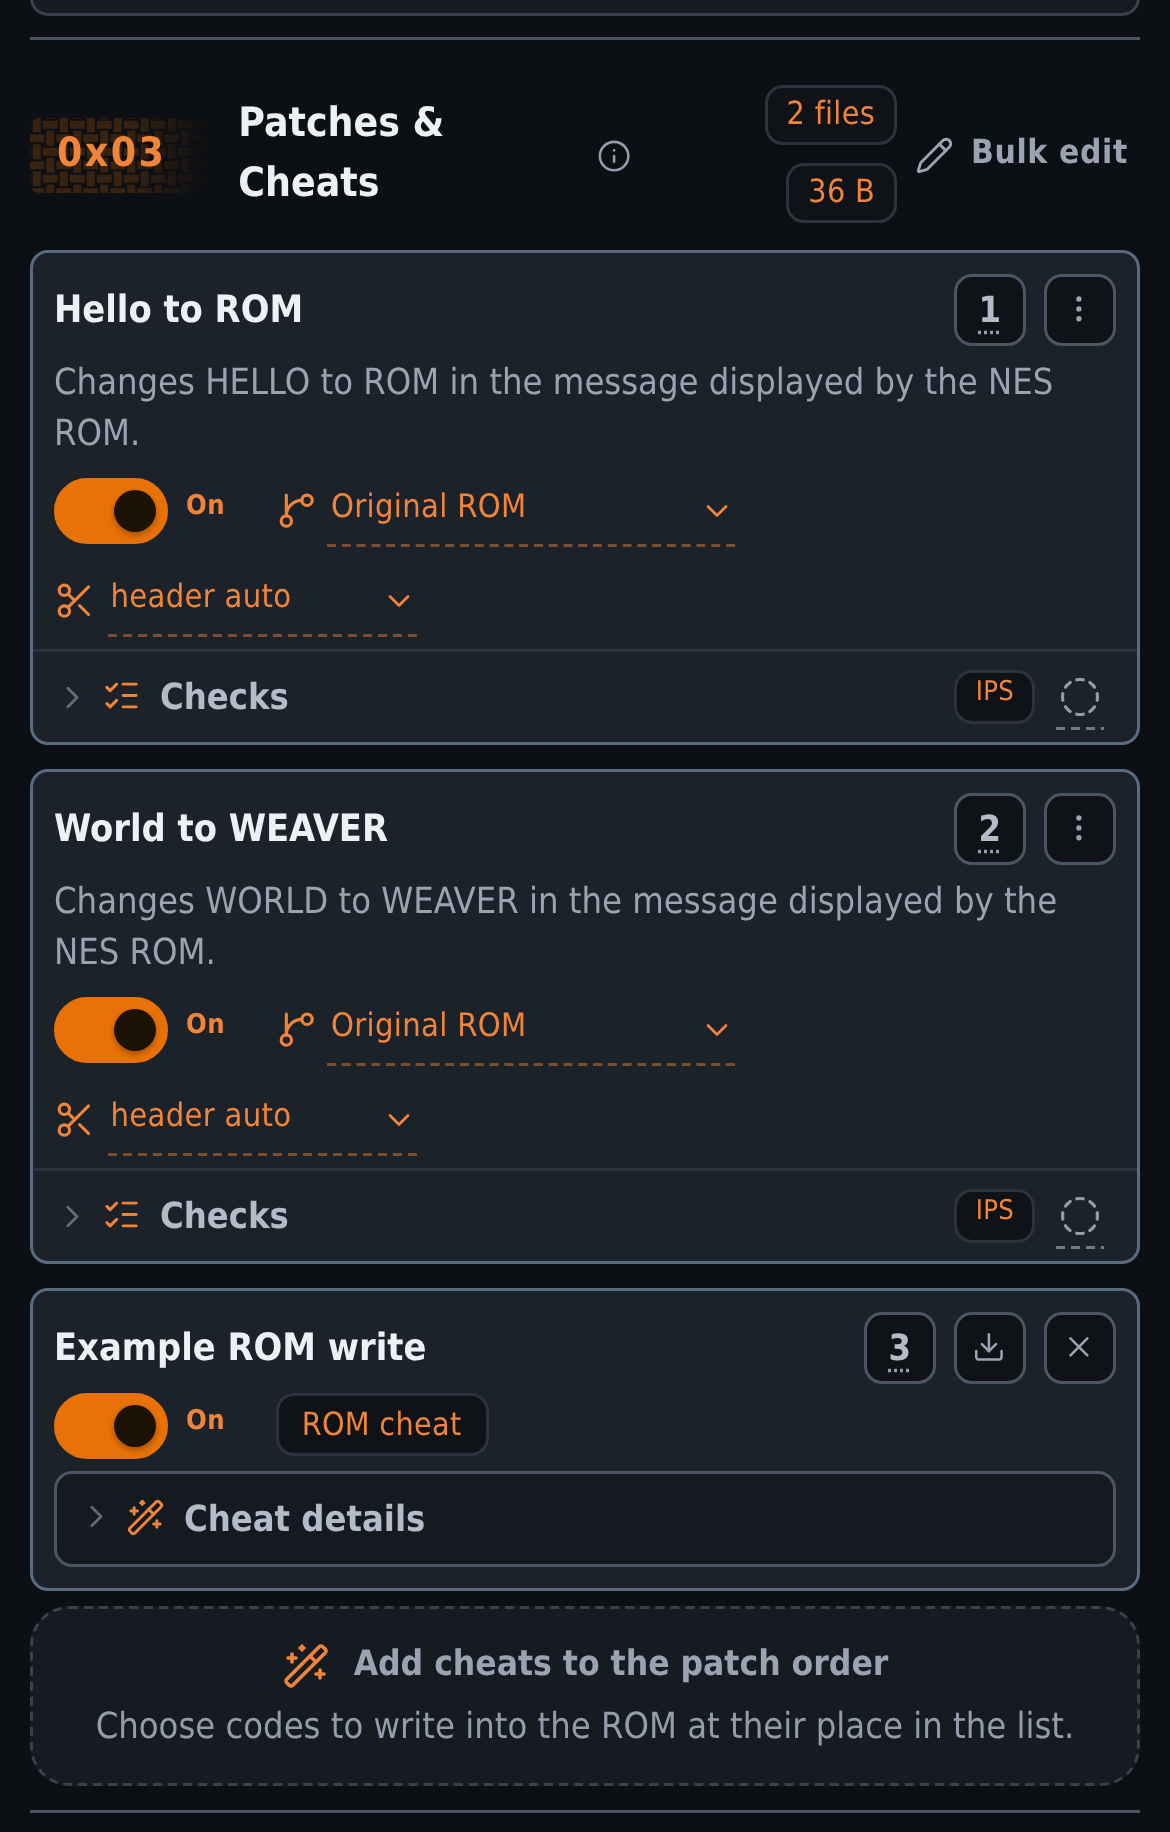 0x03
Patches &
Cheats
2 files
36 B
Bulk edit
Hello to ROM
1
Changes HELLO to ROM in the message displayed by the NES
ROM.
On
Original ROM
header auto
Checks
IPS
World to WEAVER
2
Changes WORLD to WEAVER in the message displayed by the
NES ROM.
On
Original ROM
header auto
Checks
IPS
Example ROM write
3
On
ROM cheat
Cheat details
Add cheats to the patch order
Choose codes to write into the ROM at their place in the list.